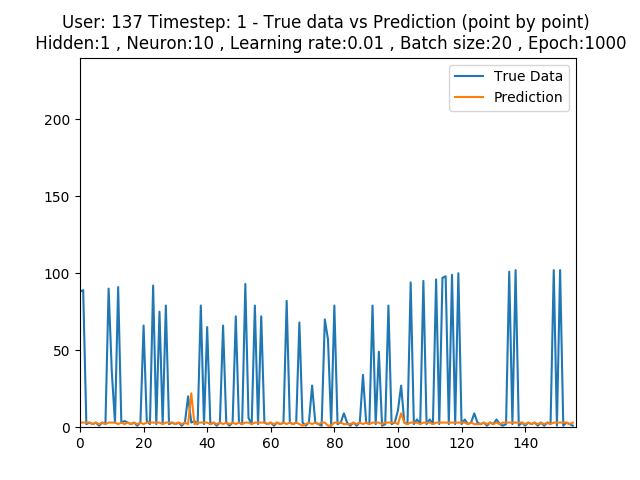 User: 137 Timestep: 1 - True data vs Prediction (point by point)
Hidden:1 , Neuron:10 , Learning rate:0.01 , Batch size:20 , Epoch:1000
True Data
Prediction
200
150
100
50
0
0 20 40 60 80 100 120 140